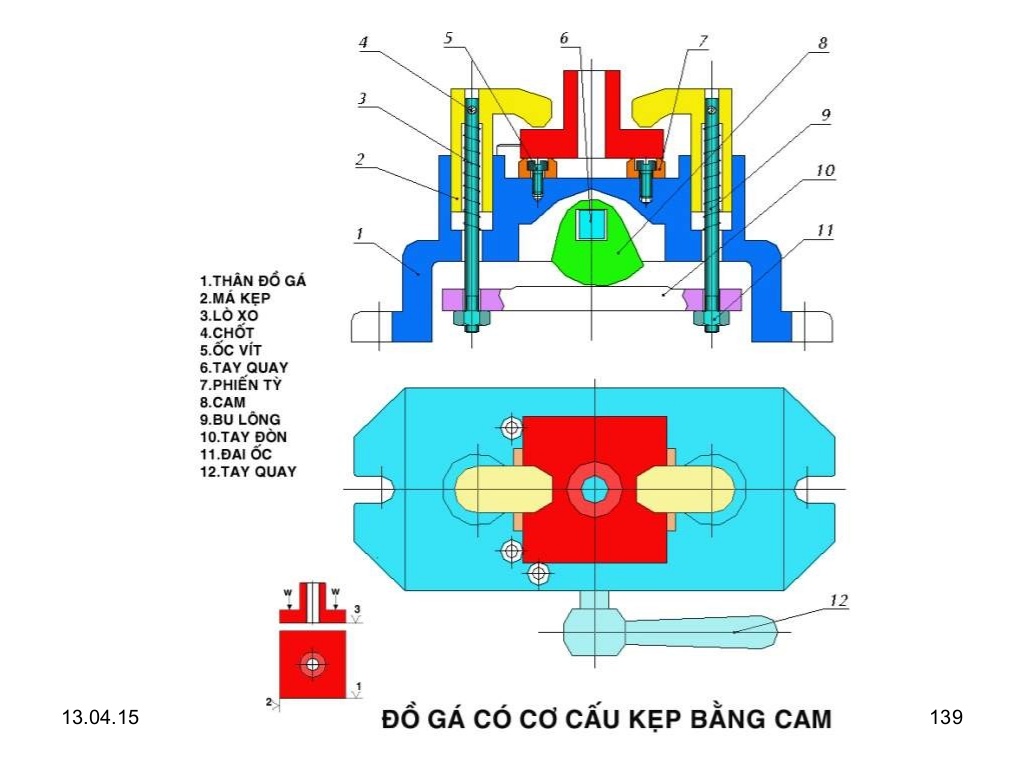 4
5
6
7
8
3
9
2
10
1
11
1.THÂN ĐỒ GÁ
2.MÁ KẸP
3.LÒ XO
4.CHỐT
5.ỐC VÍT
6.TAY QUAY
7.PHIẾN TỲ
8.CAM
9.BU LÔNG
10.TAY ĐÒN
11.ĐAI ỐC
12.TAY QUAY
12
W W
3
1
2
13.04.15
ĐỒ GÁ CÓ CƠ CẤU KẸP BẰNG CAM
139